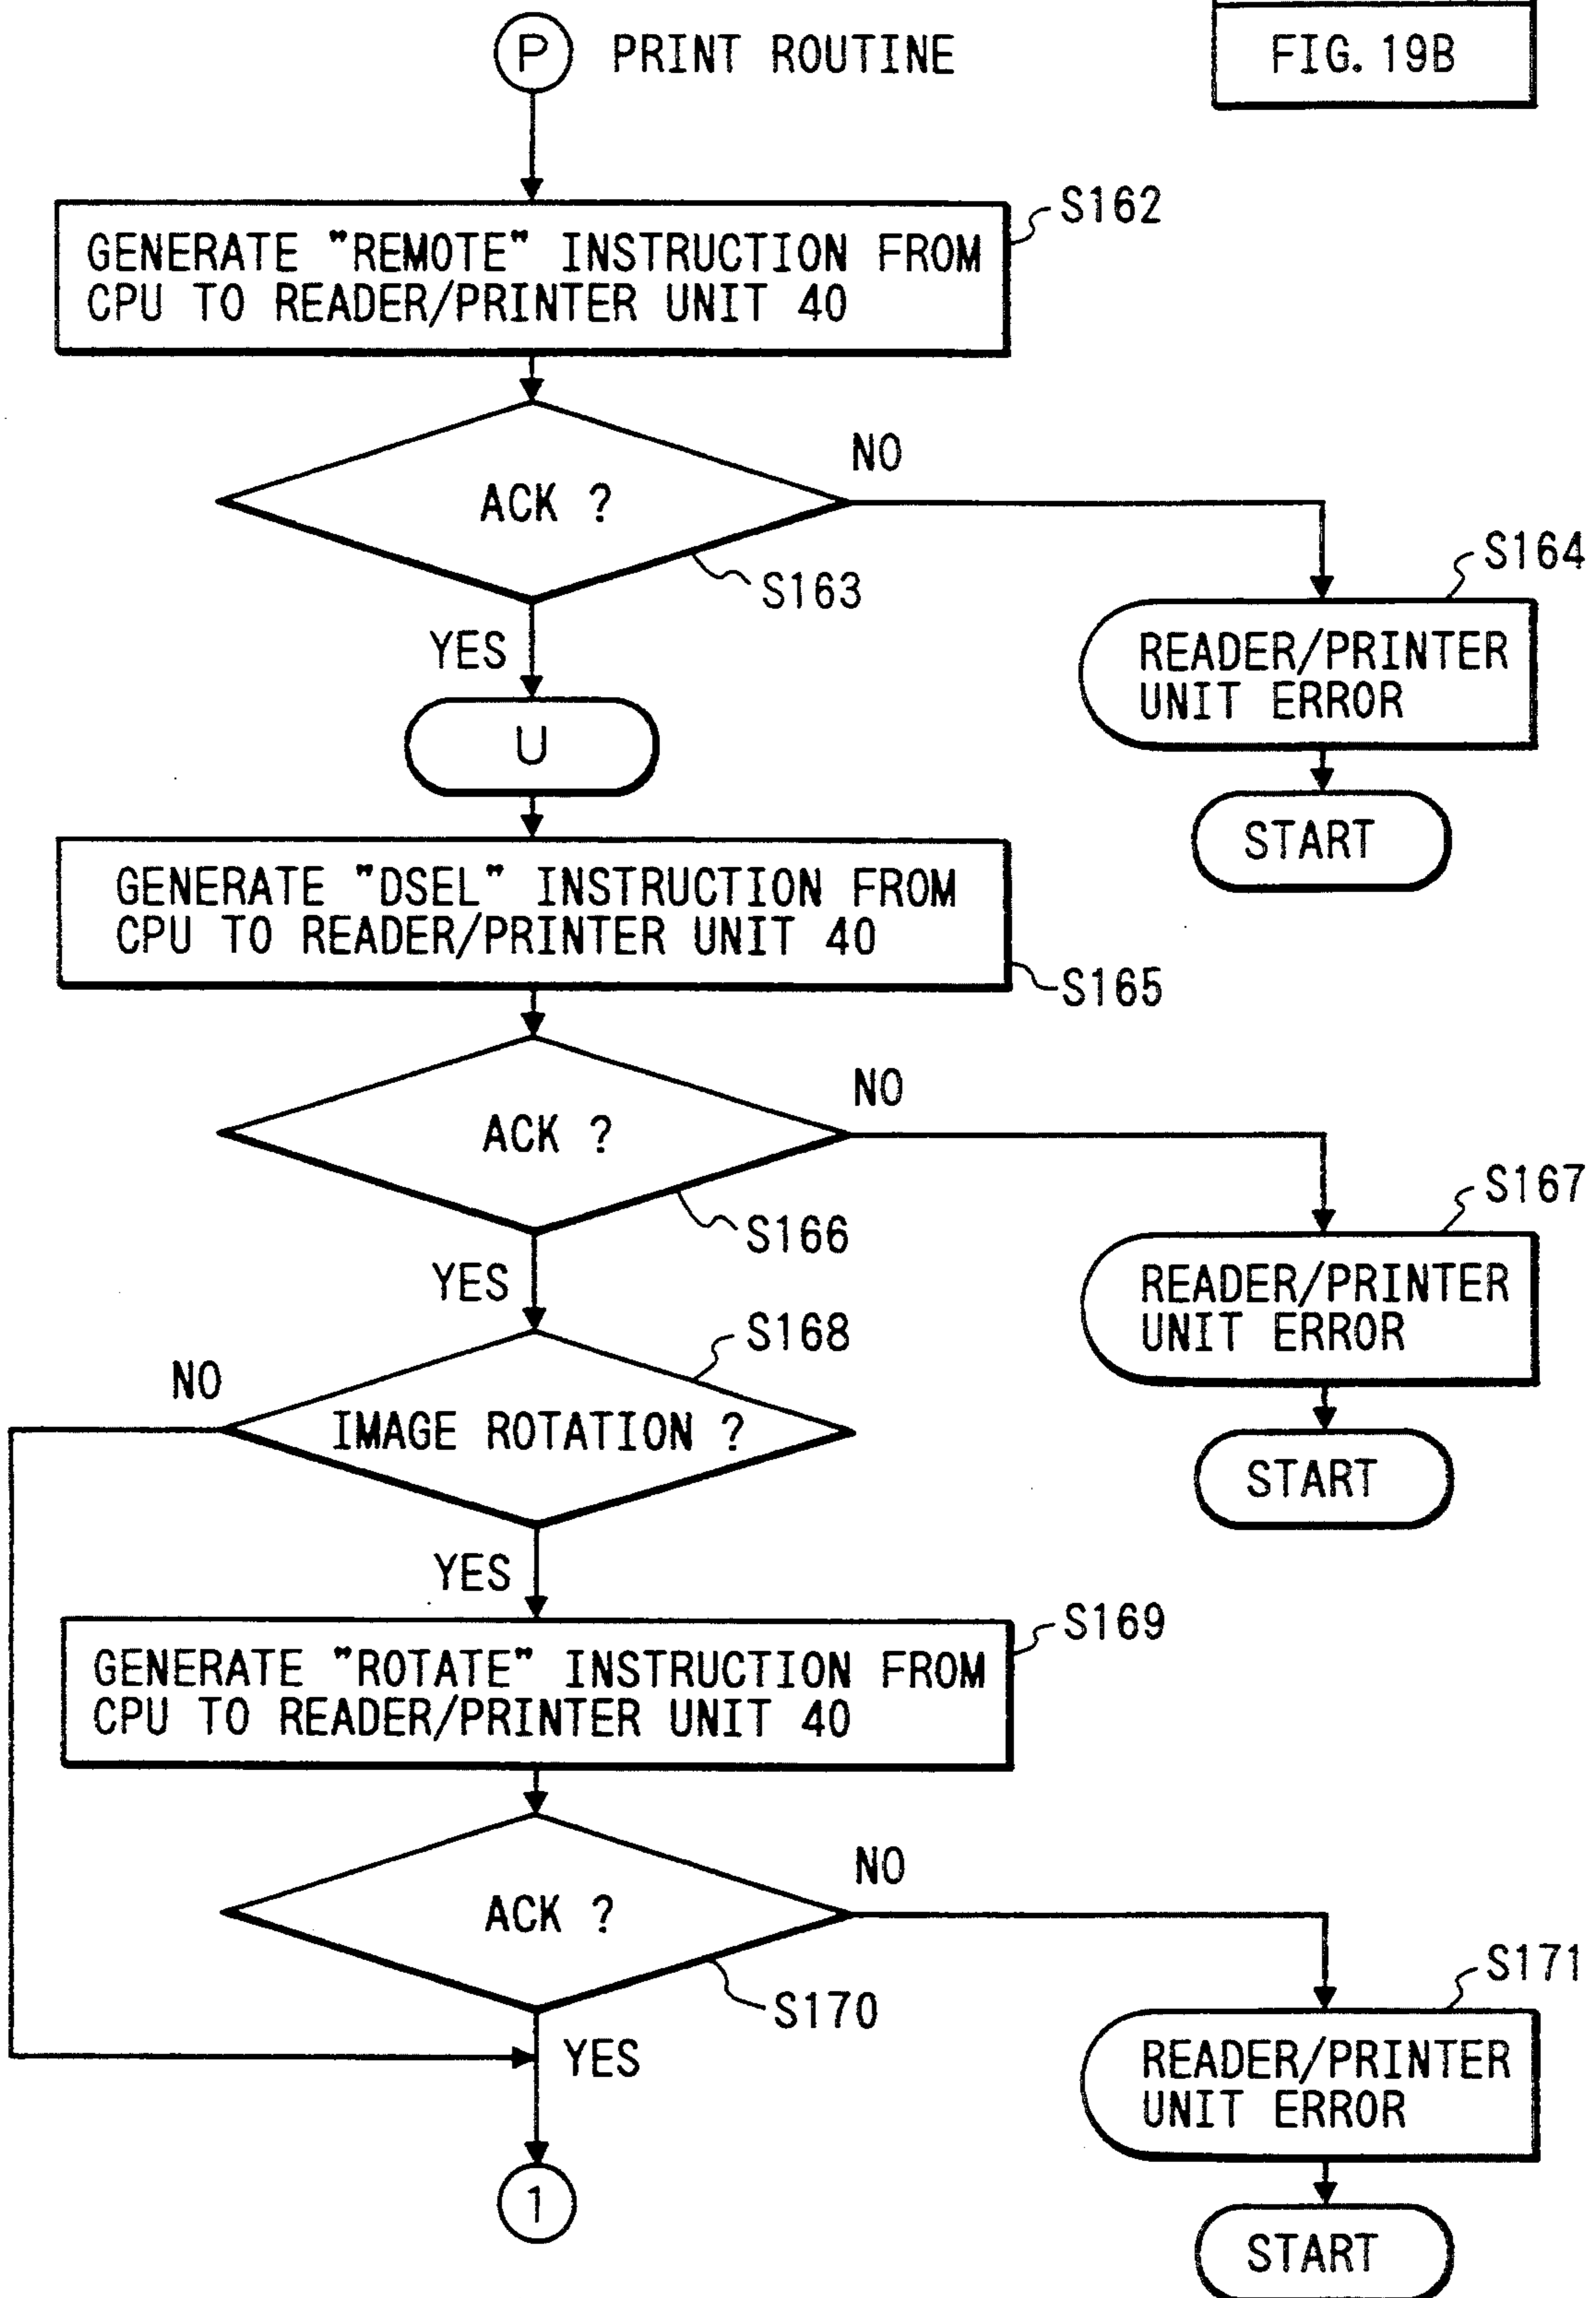 FIG. 19B
P PRINT ROUTINE
S162
GENERATE "REMOTE" INSTRUCTION FROM
CPU TO READER/PRINTER UNIT 40
NO
ACK ?
S163
S164
YES
READER/PRINTER
UNIT ERROR
U
START
GENERATE "DSEL" INSTRUCTION FROM
CPU TO READER/PRINTER UNIT 40
S165
NO
ACK ?
S166
S167
YES
READER/PRINTER
UNIT ERROR
S168
NO
IMAGE ROTATION ?
START
YES
S169
GENERATE "ROTATE" INSTRUCTION FROM
CPU TO READER/PRINTER UNIT 40
NO
ACK ?
S170
S171
YES
READER/PRINTER
UNIT ERROR
1
START